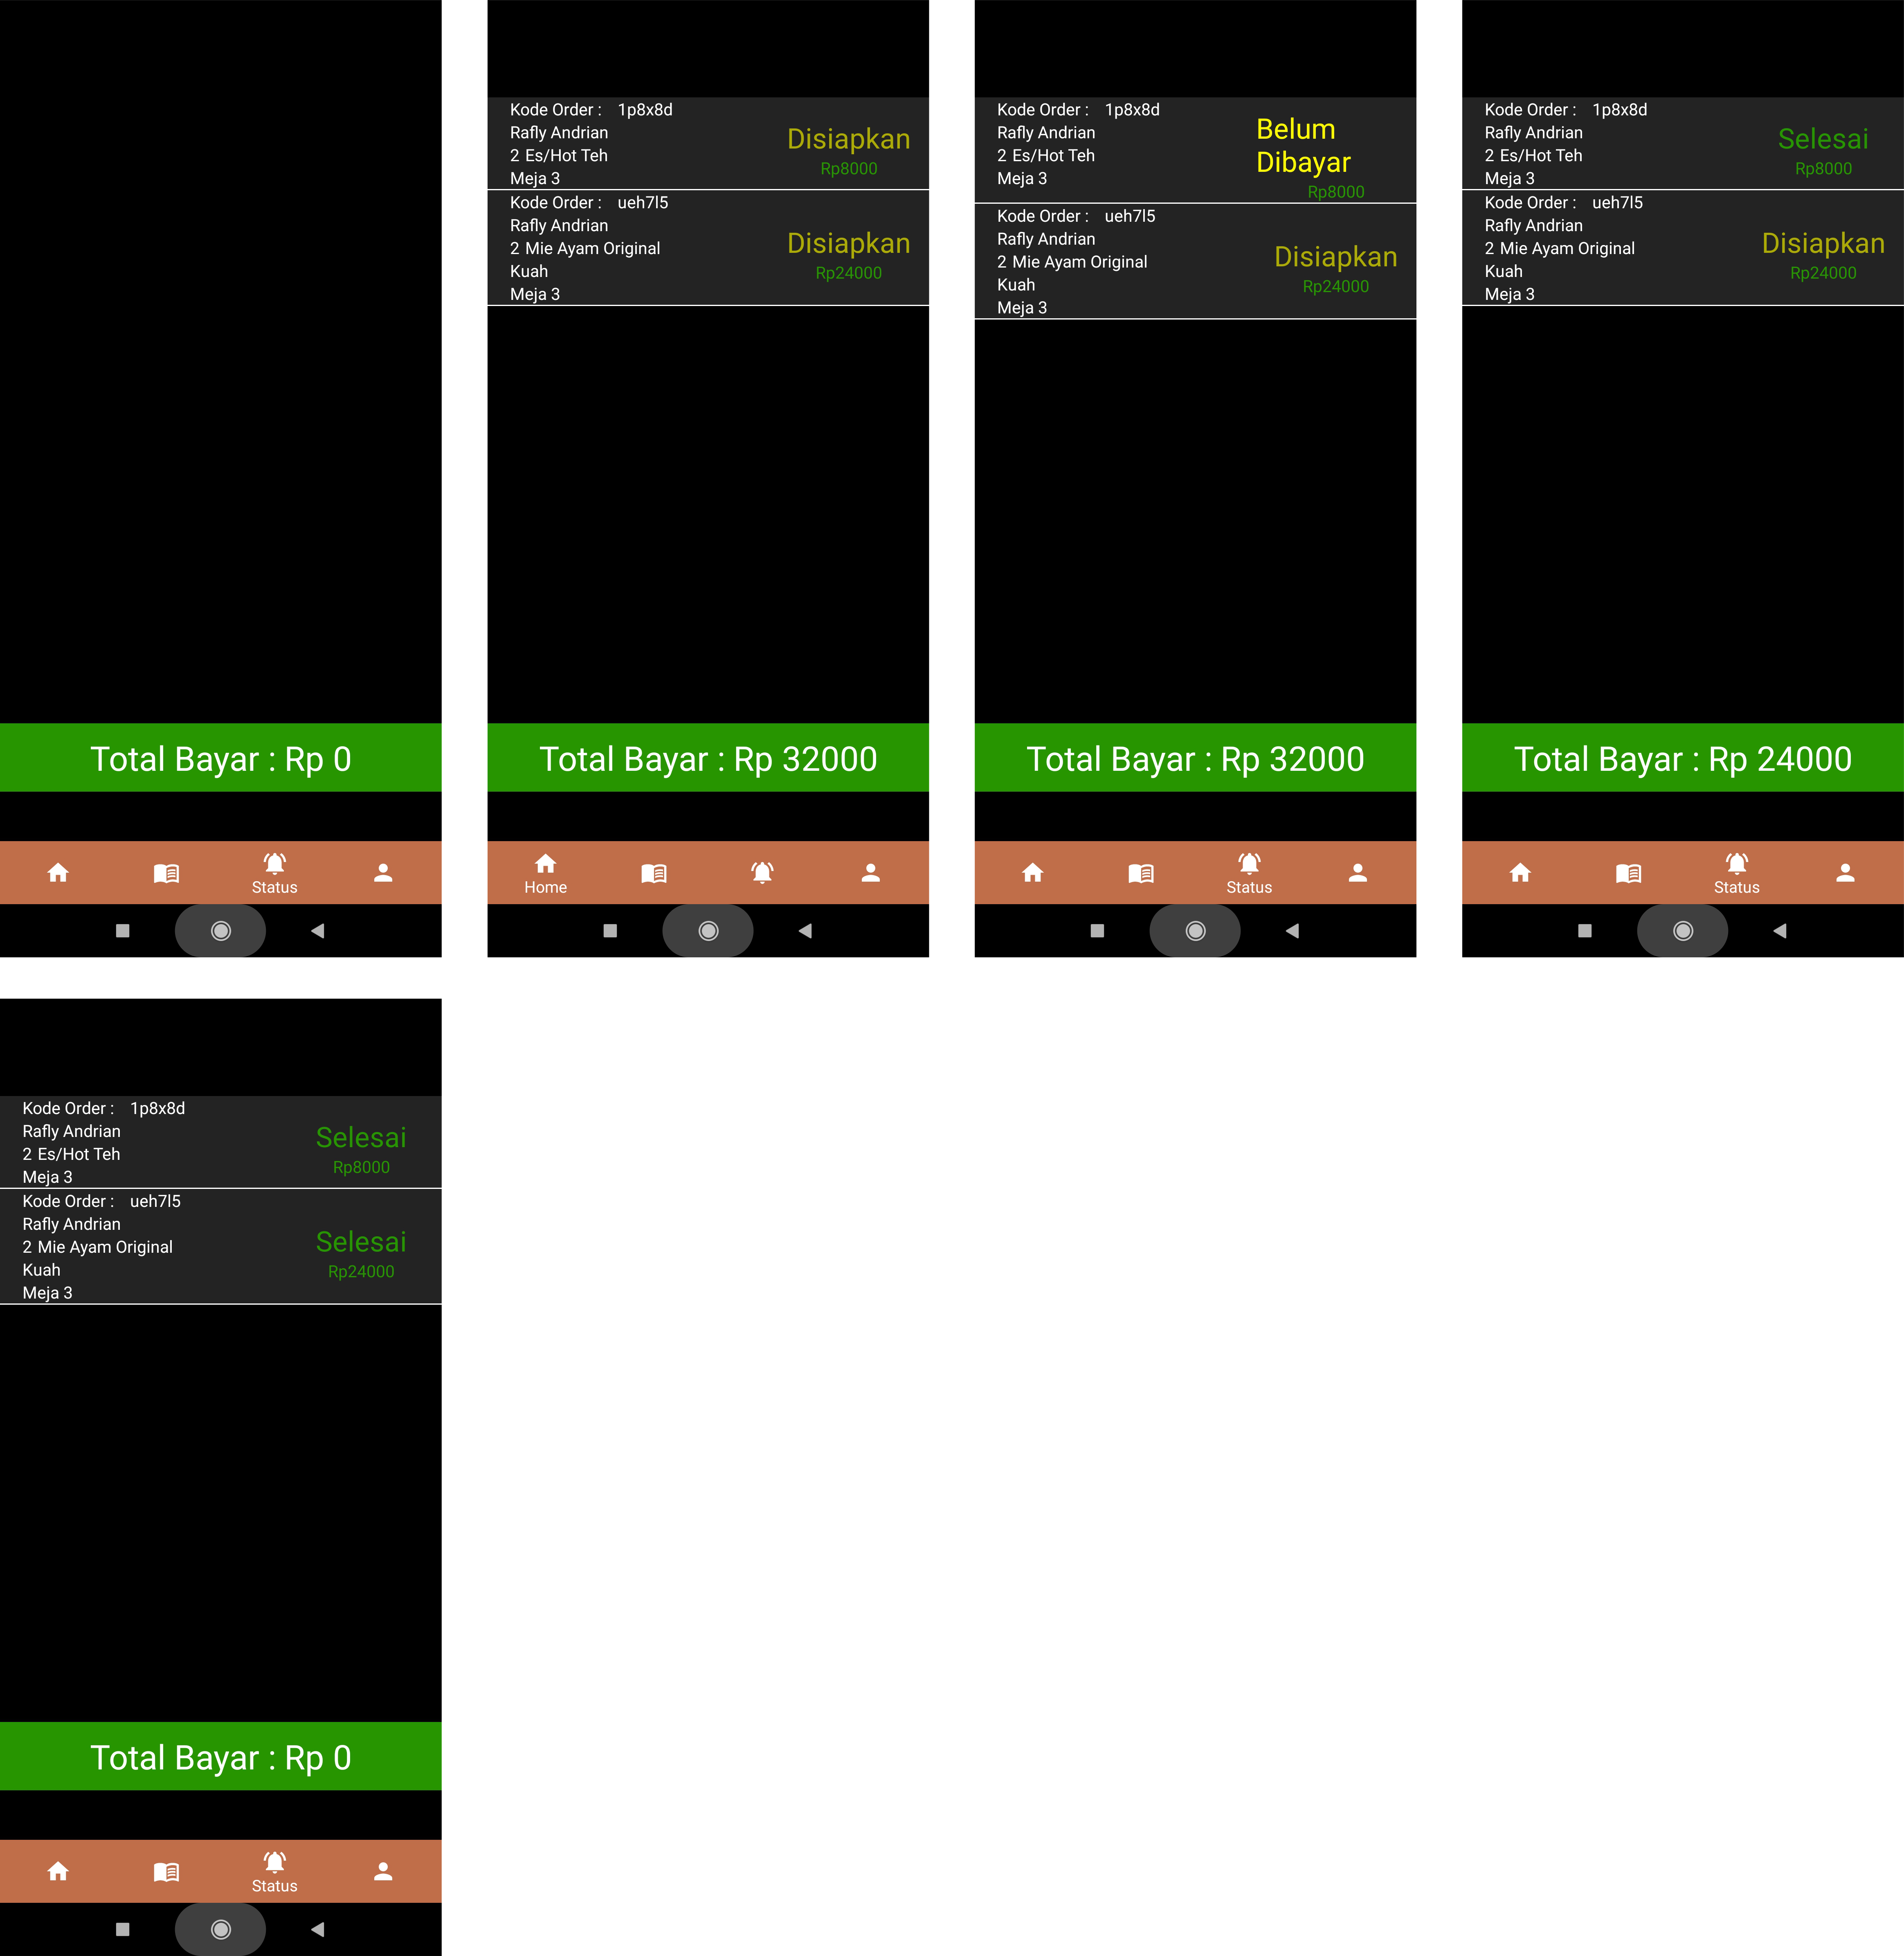 Total Bayar : Rp 0
Status
Kode Order : 1p8x8d
Rafly Andrian
2 Es/Hot Teh
Meja 3
Disiapkan
Rp8000
Kode Order : ueh7l5
Rafly Andrian
2 Mie Ayam Original
Kuah
Meja 3
Disiapkan
Rp24000
Total Bayar : Rp 32000
Home
Kode Order : 1p8x8d
Rafly Andrian
2 Es/Hot Teh
Meja 3
Belum
Dibayar
Rp8000
Kode Order : ueh7l5
Rafly Andrian
2 Mie Ayam Original
Kuah
Meja 3
Disiapkan
Rp24000
Total Bayar : Rp 32000
Status
Kode Order : 1p8x8d
Rafly Andrian
2 Es/Hot Teh
Meja 3
Selesai
Rp8000
Kode Order : ueh7l5
Rafly Andrian
2 Mie Ayam Original
Kuah
Meja 3
Disiapkan
Rp24000
Total Bayar : Rp 24000
Status
Kode Order : 1p8x8d
Rafly Andrian
2 Es/Hot Teh
Meja 3
Selesai
Rp8000
Kode Order : ueh7l5
Rafly Andrian
2 Mie Ayam Original
Kuah
Meja 3
Selesai
Rp24000
Total Bayar : Rp 0
Status